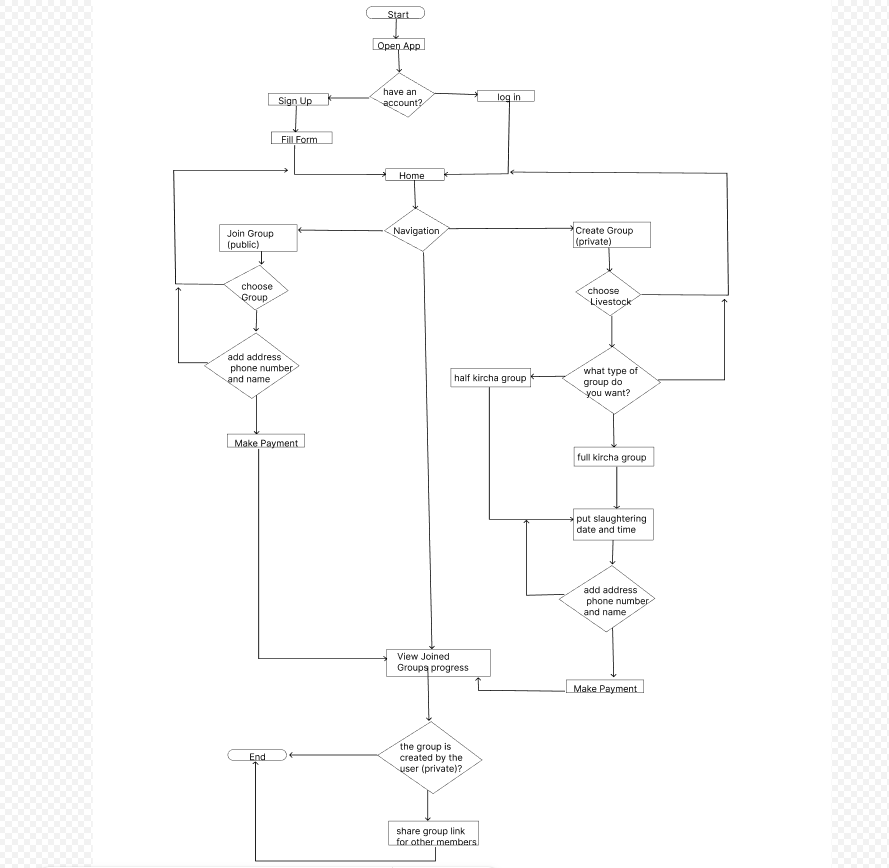 Start
Open App
have an
account?
Sign Up
log in
Fill Form
Home
Navigation
Join Group
(public)
Create Group
(private)
choose
Group
choose
Livestock
add address
phone number
and name
what type of
group do
you want?
half kircha group
Make Payment
full kircha group
put slaughtering
date and time
add address
phone number
and name
View Joined
Groups progress
Make Payment
the group is
created by the
user (private)?
End
share group link
for other members